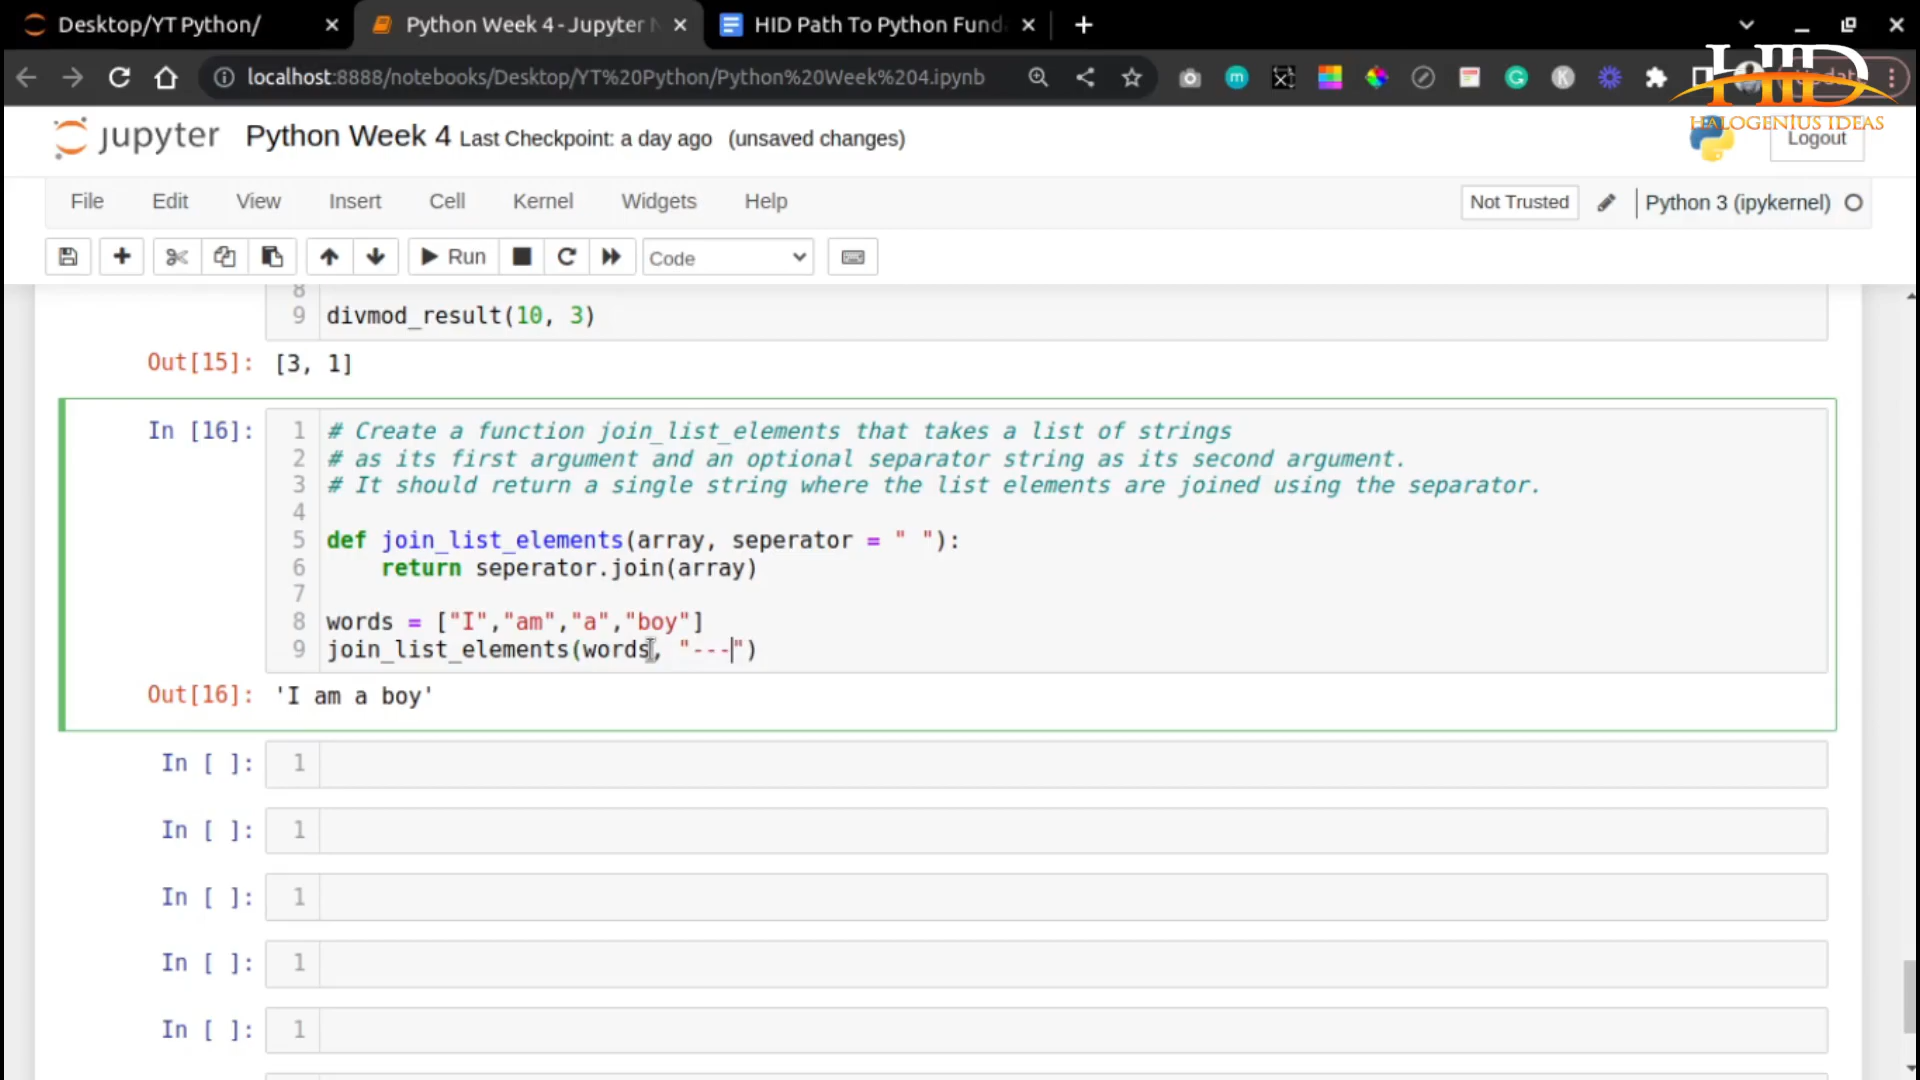 Desktop/YT Python/
Python Week 4 - Jupyter N
HID Path To Python Fund
localhost:8888/notebooks/Desktop/YT%20Python/Python%20Week%204.ipynb
HID
HALOGENIUS IDEAS
jupyter Python Week 4 Last Checkpoint: a day ago (unsaved changes)
Logout
File Edit View Insert Cell Kernel Widgets Help
Not Trusted
Python 3 (ipykernel)
Run
Code
8
9 divmod_result(10, 3)
Out[15]: [3, 1]
In [16]:
1 # Create a function join_list_elements that takes a list of strings
2 # as its first argument and an optional separator string as its second argument.
3 # It should return a single string where the list elements are joined using the separator.
4
5 def join_list_elements(array, seperator = " "):
6 return seperator.join(array)
7
8 words = ["I","am","a","boy"]
9 join_list_elements(words, "---")
Out[16]: 'I am a boy'
In [ ]: 1
In [ ]: 1
In [ ]: 1
In [ ]: 1
In [ ]: 1